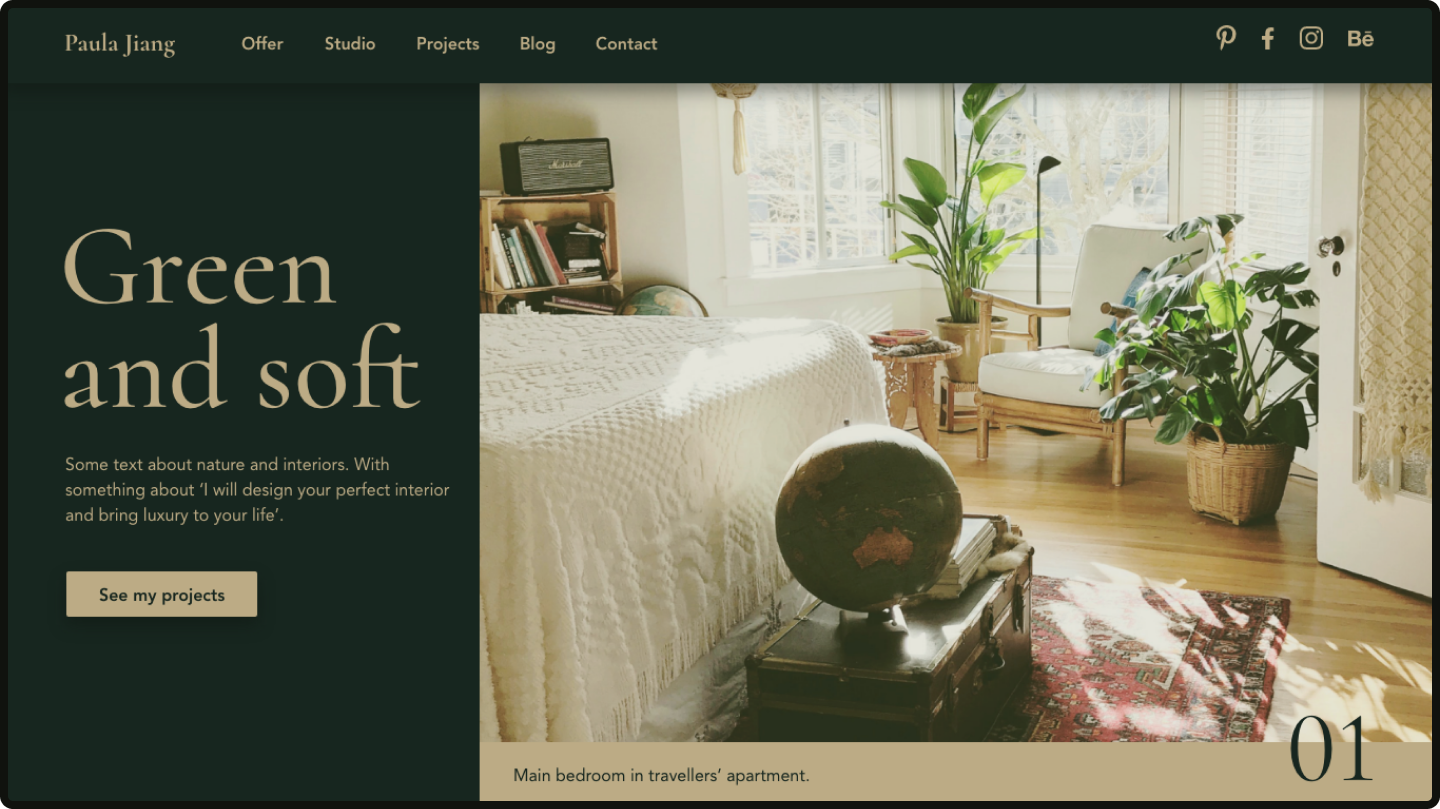 Paula Jiang
Offer
Studio
Projects
Blog
Contact
Bē
Green
and soft
Some text about nature and interiors. With
something about ‘I will design your perfect interior
and bring luxury to your life’.
See my projects
Marshall
Main bedroom in travellers’ apartment.
01